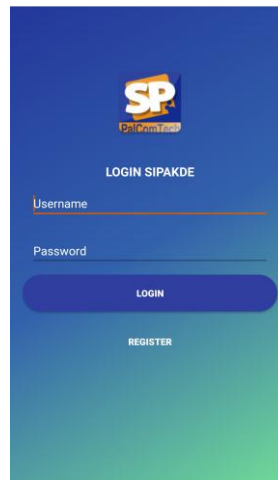 SP
PalComTech
LOGIN SIPAKDE
Username
Password
LOGIN
REGISTER